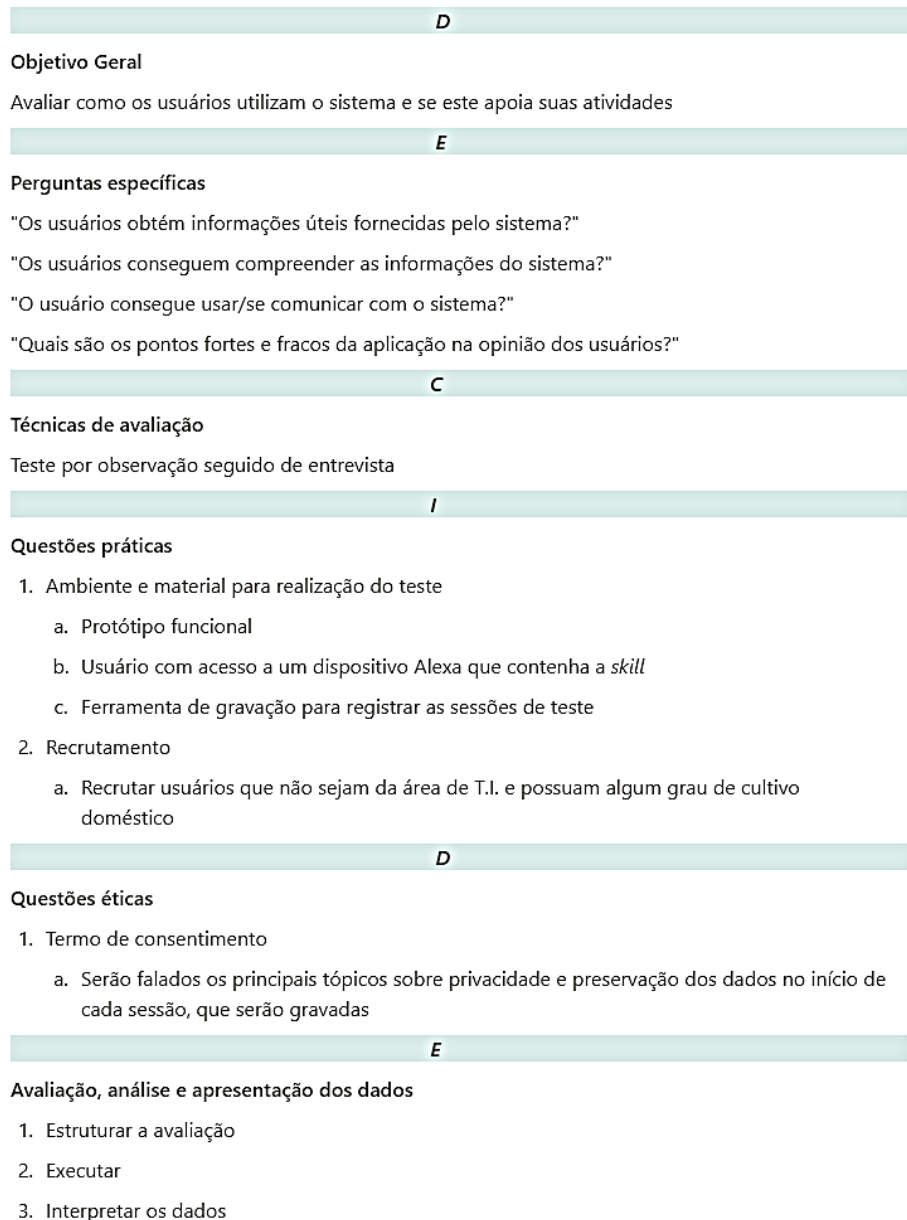 D
Objetivo Geral
Avaliar como os usuários utilizam o sistema e se este apoia suas atividades
E
Perguntas específicas
"Os usuários obtém informações úteis fornecidas pelo sistema?"
"Os usuários conseguem compreender as informações do sistema?"
"O usuário consegue usar/se comunicar com o sistema?"
"Quais são os pontos fortes e fracos da aplicação na opinião dos usuários?"
C
Técnicas de avaliação
Teste por observação seguido de entrevista
I
Questões práticas
1. Ambiente e material para realização do teste
a. Protótipo funcional
b. Usuário com acesso a um dispositivo Alexa que contenha a skill
c. Ferramenta de gravação para registrar as sessões de teste
2. Recrutamento
a. Recrutar usuários que não sejam da área de T.I. e possuam algum grau de cultivo
doméstico
D
Questões éticas
1. Termo de consentimento
a. Serão falados os principais tópicos sobre privacidade e preservação dos dados no início de
cada sessão, que serão gravadas
E
Avaliação, análise e apresentação dos dados
1. Estruturar a avaliação
2. Executar
3. Interpretar os dados